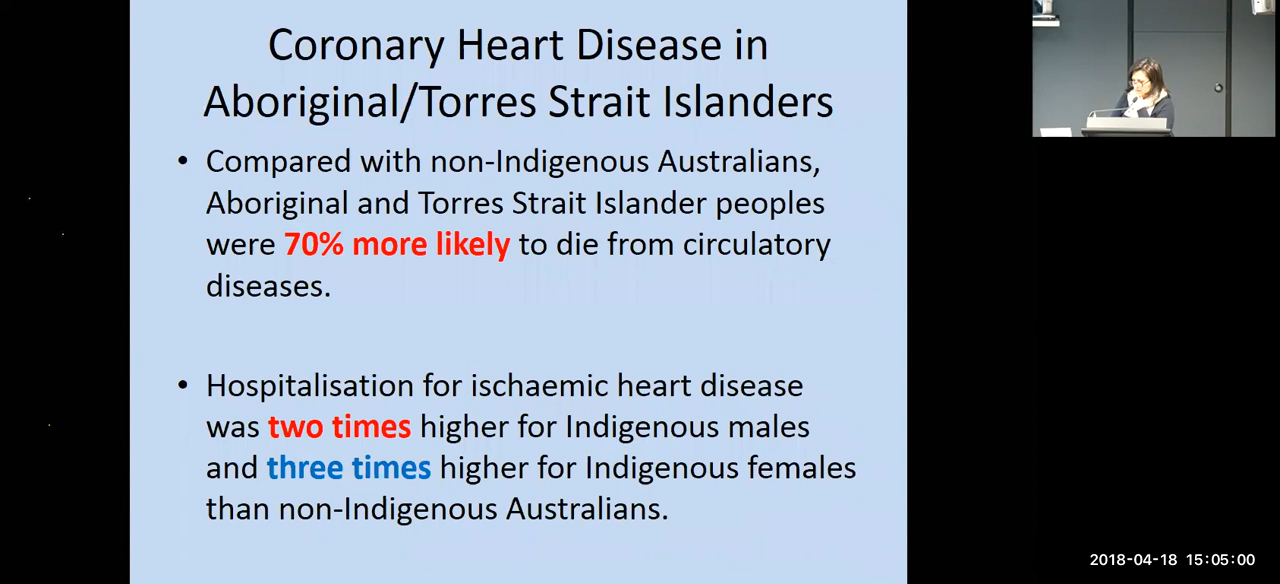 Coronary Heart Disease in
Aboriginal/Torres Strait Islanders
• Compared with non-Indigenous Australians,
Aboriginal and Torres Strait Islander peoples
were 70% more likely to die from circulatory
diseases.
• Hospitalisation for ischaemic heart disease
was two times higher for Indigenous males
and three times higher for Indigenous females
than non-Indigenous Australians.
2018-04-18 15:05:00